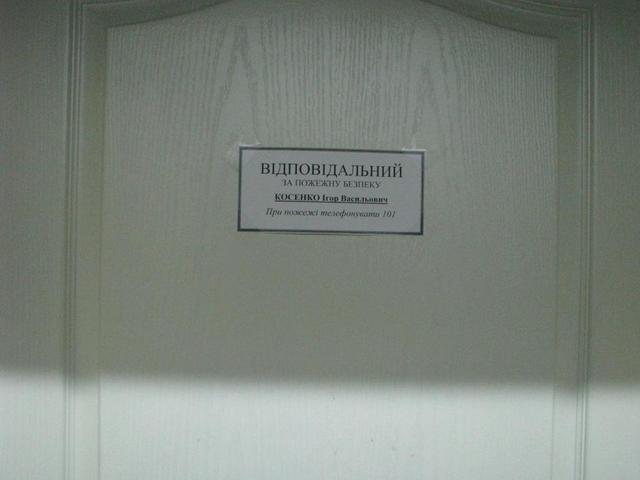 ВІДПОВІДАЛЬНИЙ
ЗА ПОЖЕЖНУ БЕЗПЕКУ
КОСЕНКО Ігор Васильович
При пожежі телефонувати 101